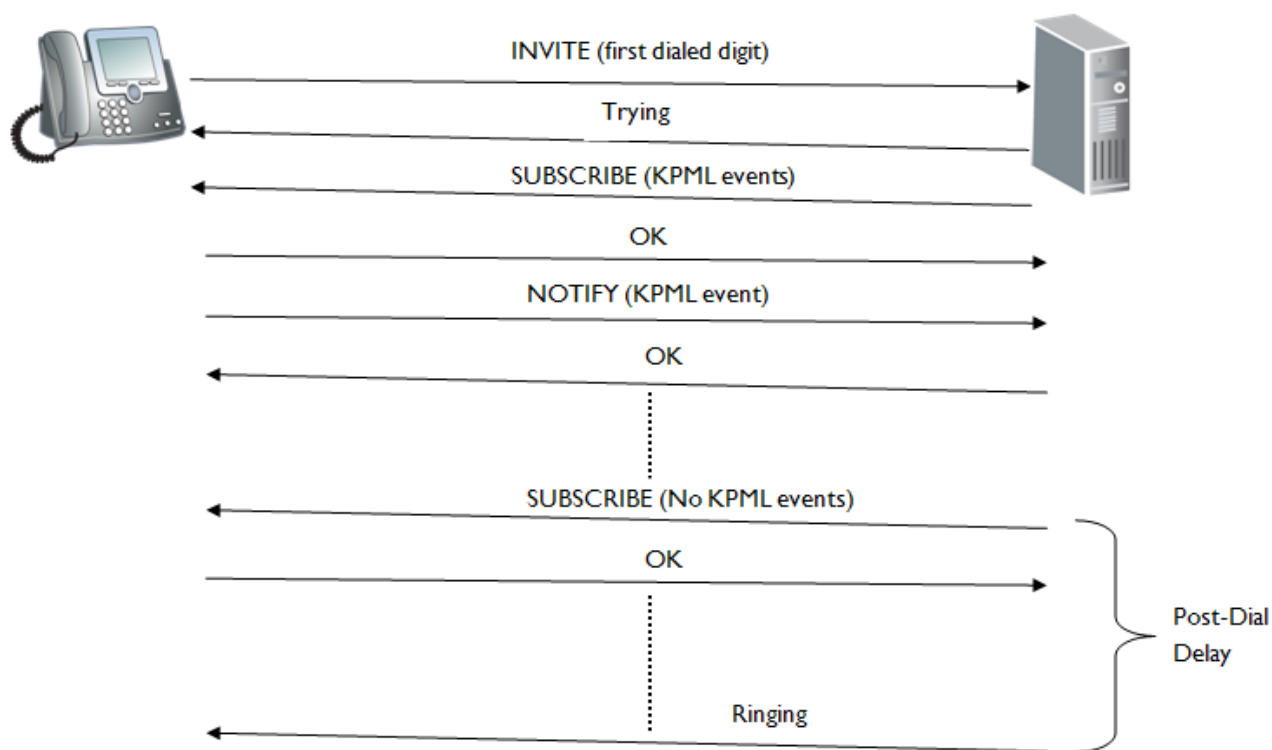 INVITE (first dialed digit)
Trying
SUBSCRIBE (KPML events)
OK
NOTIFY (KPML event)
OK
SUBSCRIBE (No KPML events)
OK
Post-Dial
Delay
Ringing